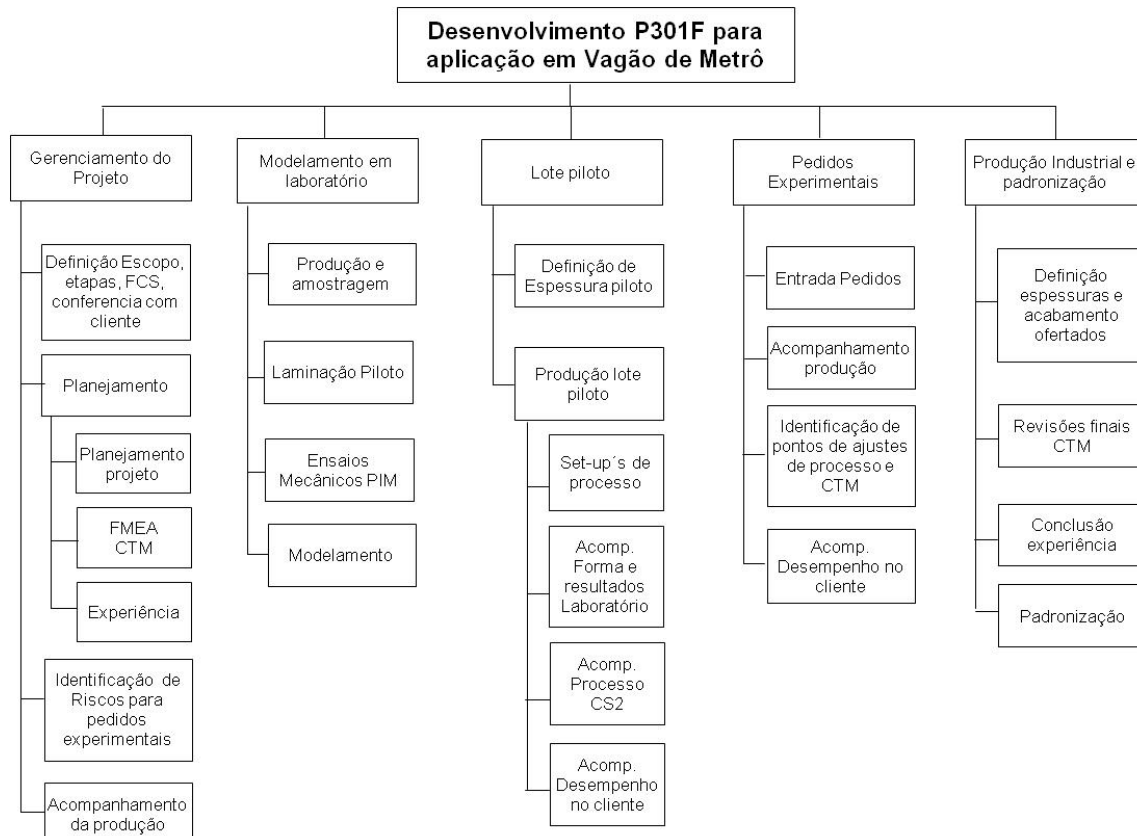 Desenvolvimento P301F para
aplicação em Vagão de Metrô
Gerenciamento do
Projeto
Definição Escopo,
etapas, FCS,
conferencia com
cliente
Planejamento
Planejamento
projeto
FMEA
CTM
Experiência
Identificação de
Riscos para
pedidos
experimentais
Acompanhamento
da produção
Modelamento em
laboratório
Produção e
amostragem
Laminação Piloto
Ensaios
Mecânicos PIM
Modelamento
Lote piloto
Definição de
Espessura piloto
Produção lote
piloto
Set-up´s de
processo
Acomp.
Forma e
resultados
Laboratório
Acomp.
Processo
CS2
Acomp.
Desempenho
no cliente
Pedidos
Experimentais
Entrada Pedidos
Acompanhamento
produção
Identificação de
pontos de ajustes
de processo e
CTM
Acomp.
Desempenho no
cliente
Produção Industrial e
padronização
Definição
espessuras e
acabamento
ofertados
Revisões finais
CTM
Conclusão
experiência
Padronização